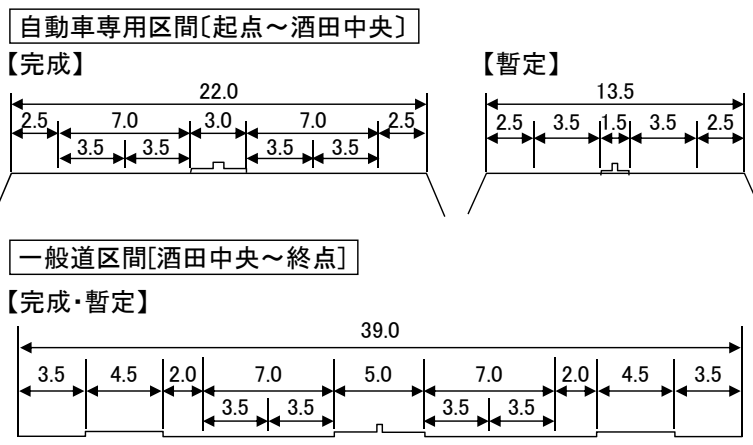 自動車専用区間〔起点～酒田中央〕
【完成】 【暫定】
22.0 13.5
2.5 7.0 3.0 7.0 2.5 2.5 3.5 1.5 3.5 2.5
3.5 3.5 3.5 3.5
一般道区間[酒田中央～終点]
【完成・暫定】
39.0
3.5 4.5 2.0 7.0 5.0 7.0 2.0 4.5 3.5
3.5 3.5 3.5 3.5